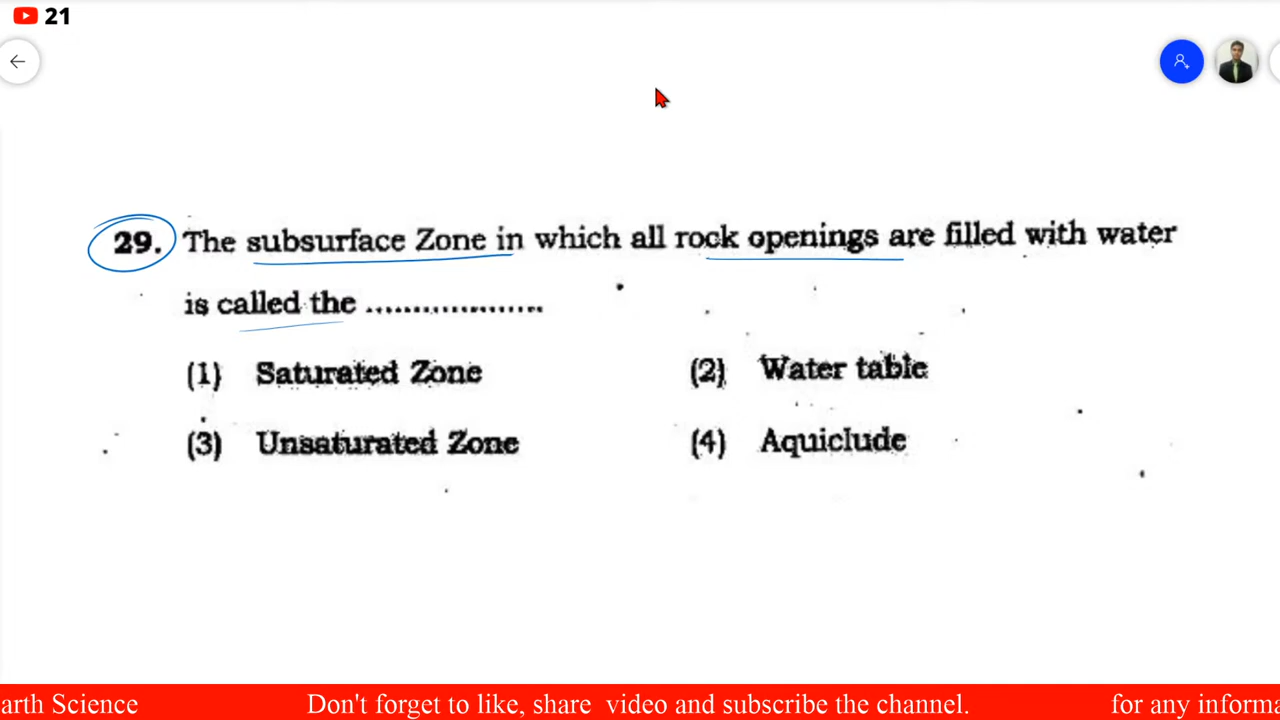 21
29. The subsurface Zone in which all rock openings are filled with water
is called the ....................
(1) Saturated Zone (2) Water table
(3) Unsaturated Zone (4) Aquiclude
arth Science Don't forget to like, share video and subscribe the channel. for any informa